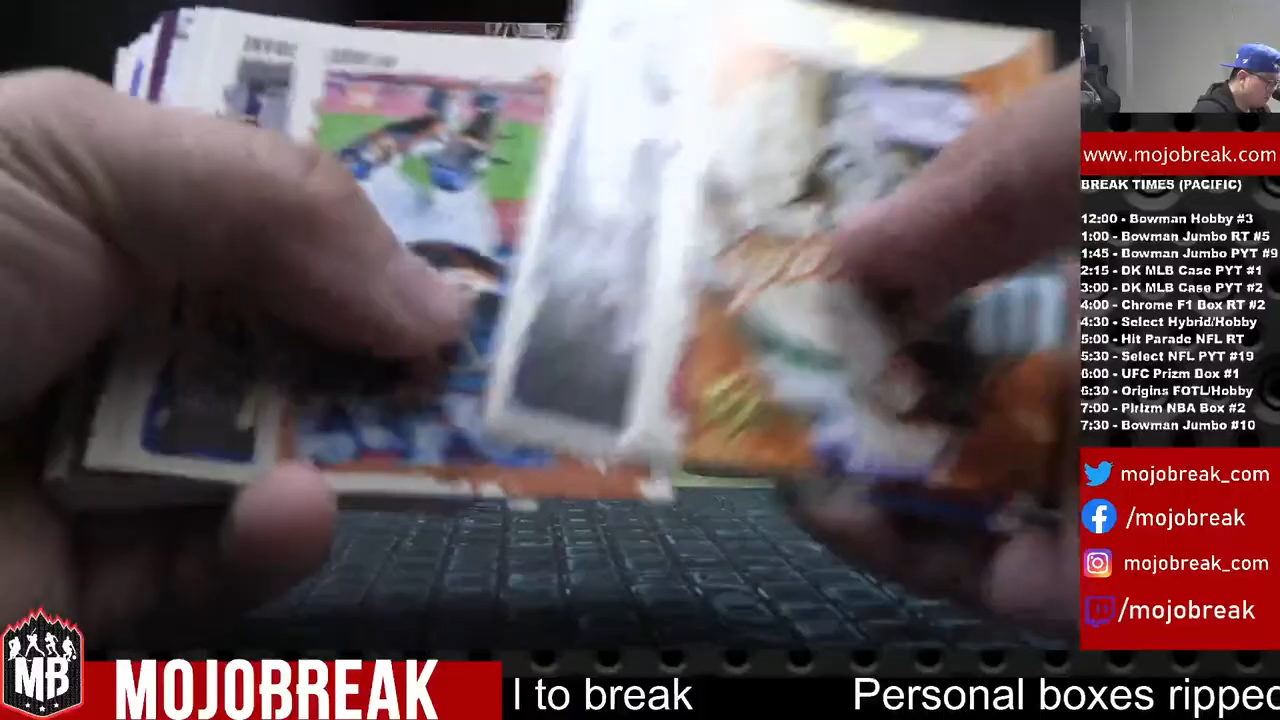 www.mojobreak.com
BREAK TIMES (PACIFIC)
12:00 - Bowman Hobby #3
1:00 - Bowman Jumbo RT #5
1:45 - Bowman Jumbo PYT #9
2:15 - DK MLB Case PYT #1
3:00 - DK MLB Case PYT #2
4:00 - Chrome F1 Box RT #2
4:30 - Select Hybrid/Hobby
5:00 - Hit Parade NFL RT
5:30 - Select NFL PYT #19
6:00 - UFC Prizm Box #1
6:30 - Origins FOTL/Hobby
7:00 - Pirizm NBA Box #2
7:30 - Bowman Jumbo #10
mojobreak_com
/mojobreak
mojobreak_com
/mojobreak
MB
MOJOBREAK
l to break
Personal boxes ripped